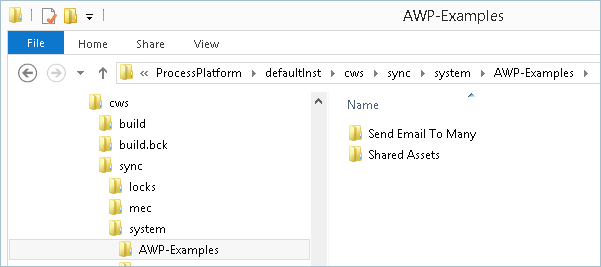 AWP-Examples
File Home Share View
« ProcessPlatform defaultInst cws sync system AWP-Examples
cws
build
build.bck
sync
locks
mec
system
AWP-Examples
Name
Send Email To Many
Shared Assets